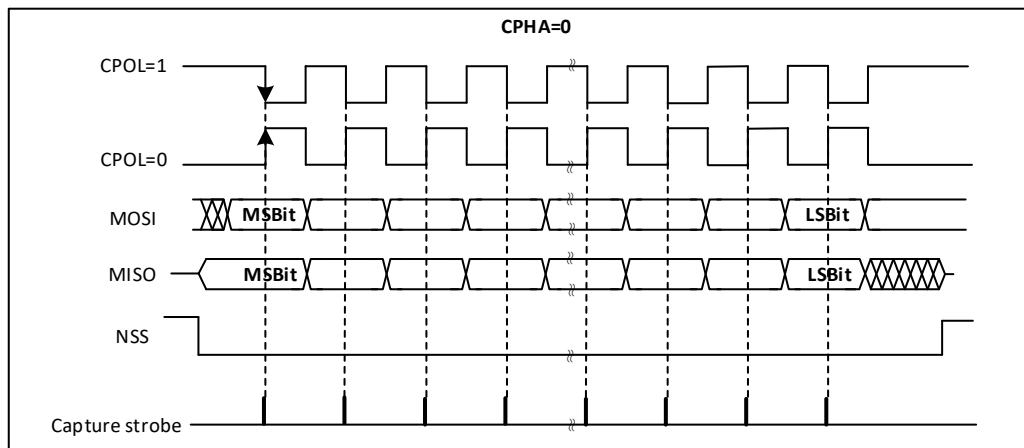 CPHA=0
CPOL=1
CPOL=0
MOSI MSBit LSBit
MISO MSBit LSBit
NSS
Capture strobe